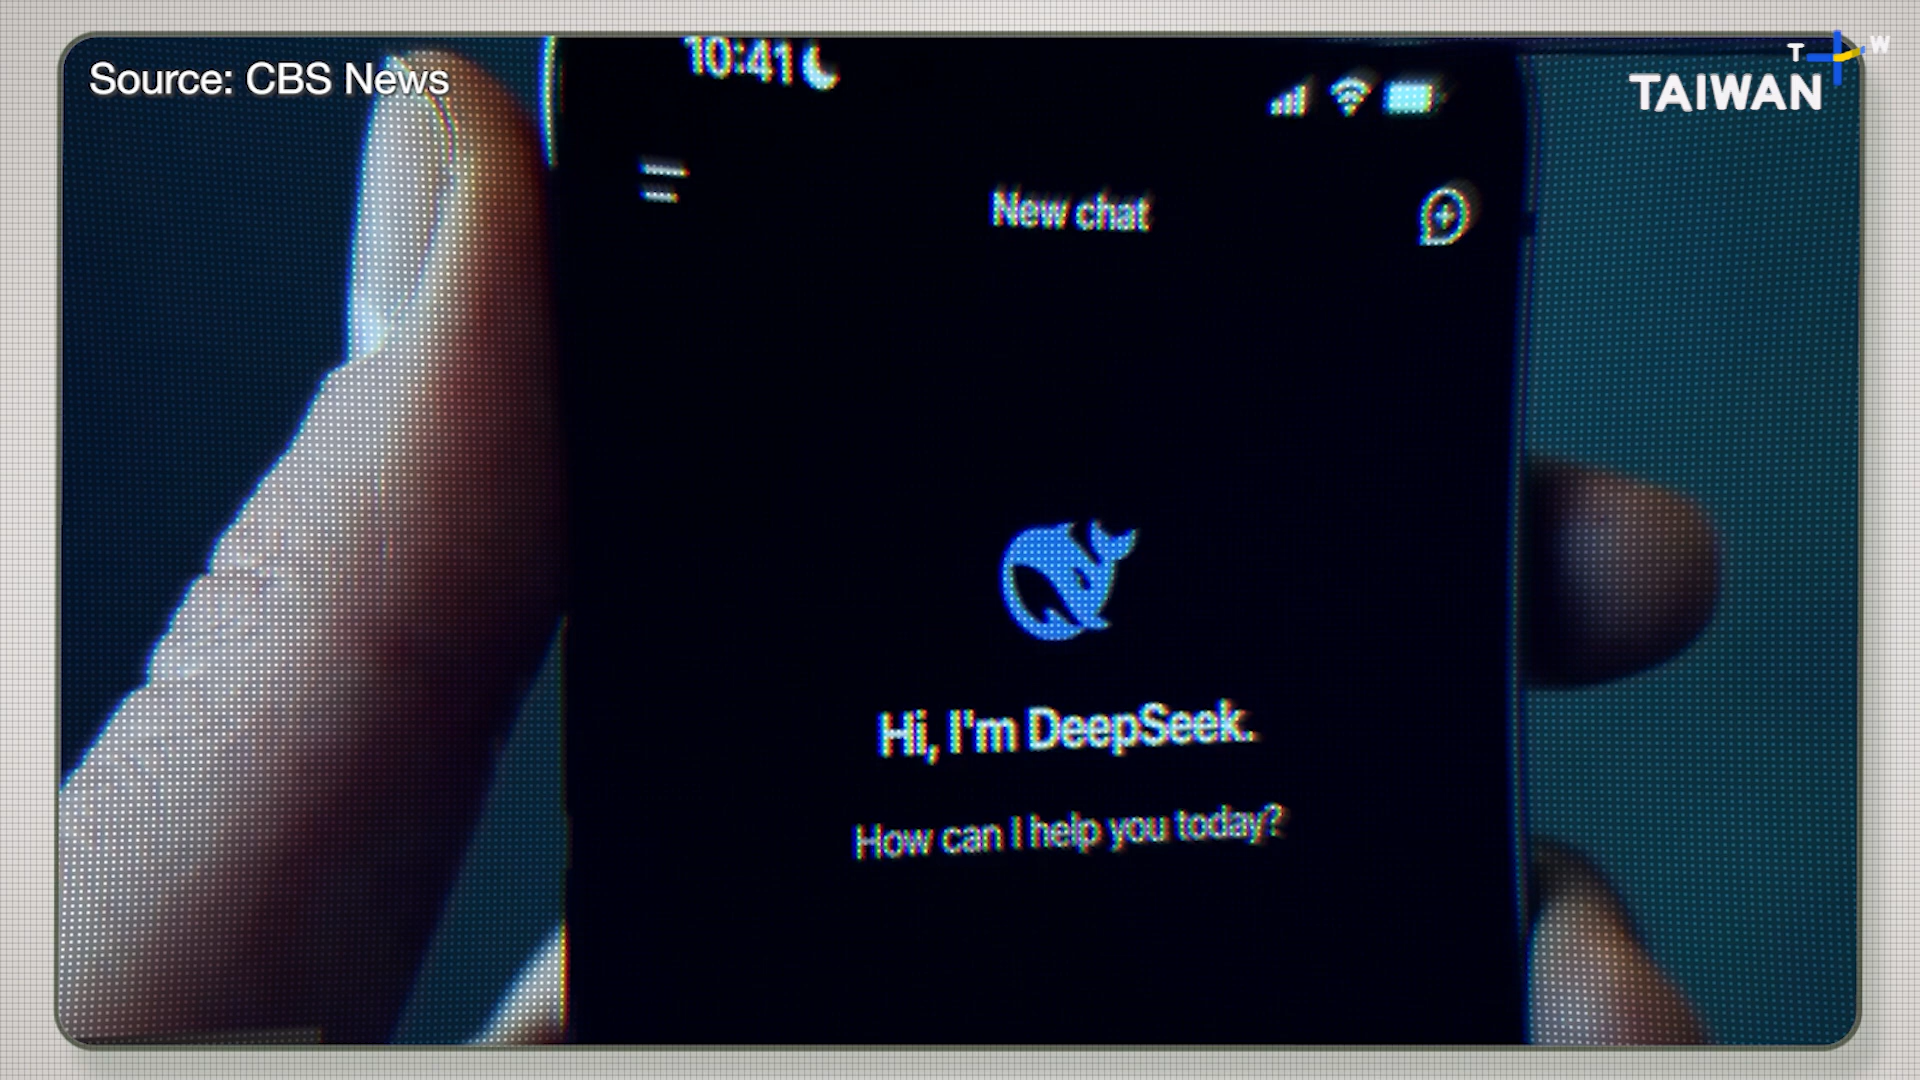 Source: CBS News
T
W
TAIWAN
10:41
New chat
Hi, I'm DeepSeek.
How can I help you today?